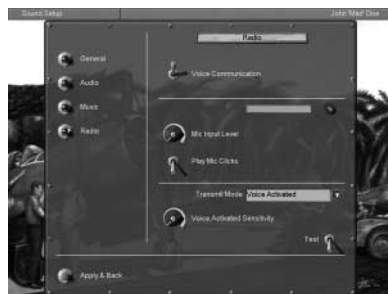 Sound Setup
John 'Mad' Doe
Radio
General
Voice Communication
Audio
Music
Radio
Mic Input Level
Play Mic Clicks
Transmit Mode Voice Activated
Voice Activated Sensitivity
Test
Apply & Back